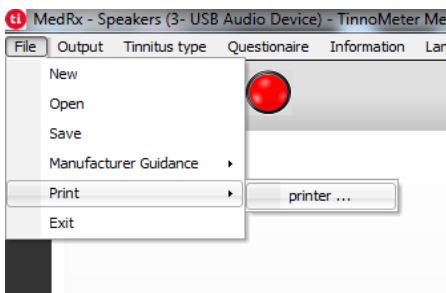 ti MedRx - Speakers (3- USB Audio Device) - TinnoMeter Me
File Output Tinnitus type Questionaire Information Lan
New
Open
Save
Manufacturer Guidance
Print
printer ...
Exit